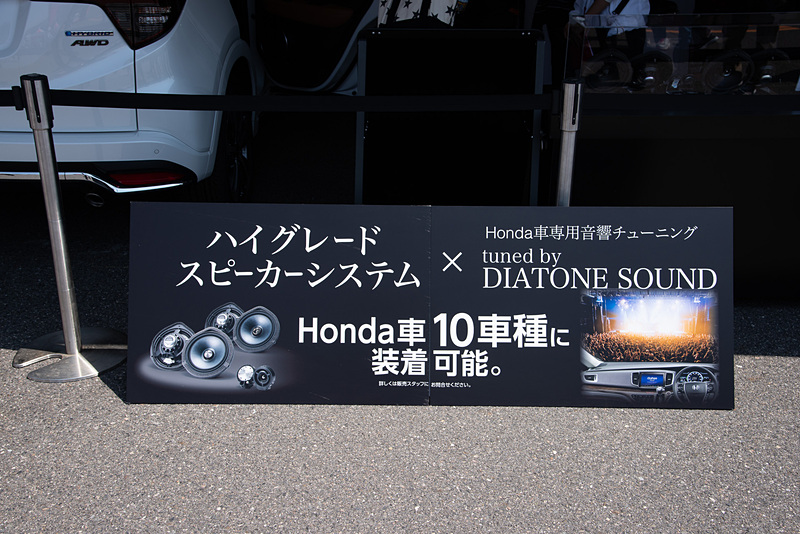 AWD
ハイグレード
スピーカーシステム
×
Honda車専用音響チューニング
tuned by
DIATONE SOUND
Honda車10車種に
装着可能。
詳しくは販売スタッフにお問合せください。